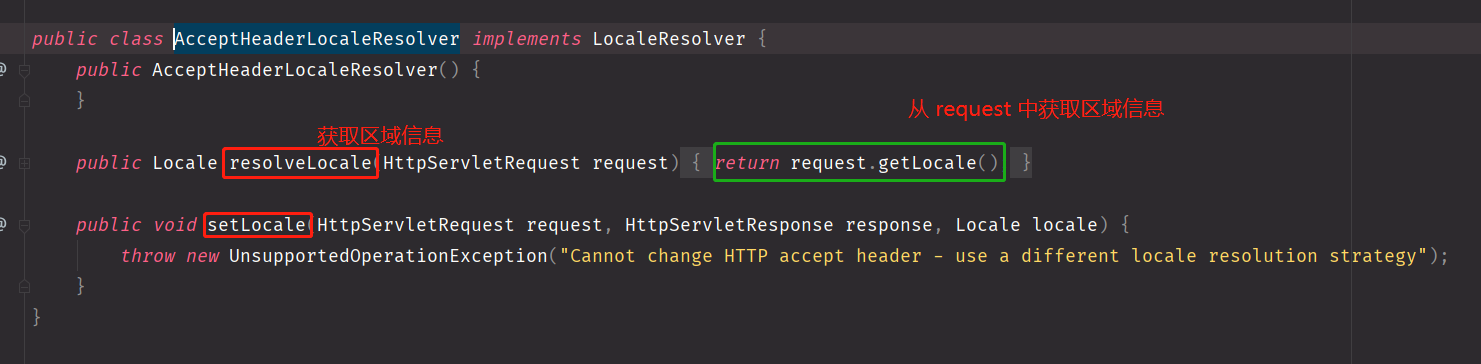 public class AcceptHeaderLocaleResolver implements LocaleResolver {
public AcceptHeaderLocaleResolver() {
}
从 request 中获取区域信息
获取区域信息
public Locale resolveLocale(HttpServletRequest request) { return request.getLocale() }
public void setLocale(HttpServletRequest request, HttpServletResponse response, Locale locale) {
throw new UnsupportedOperationException("Cannot change HTTP accept header - use a different locale resolution strategy");
}
}